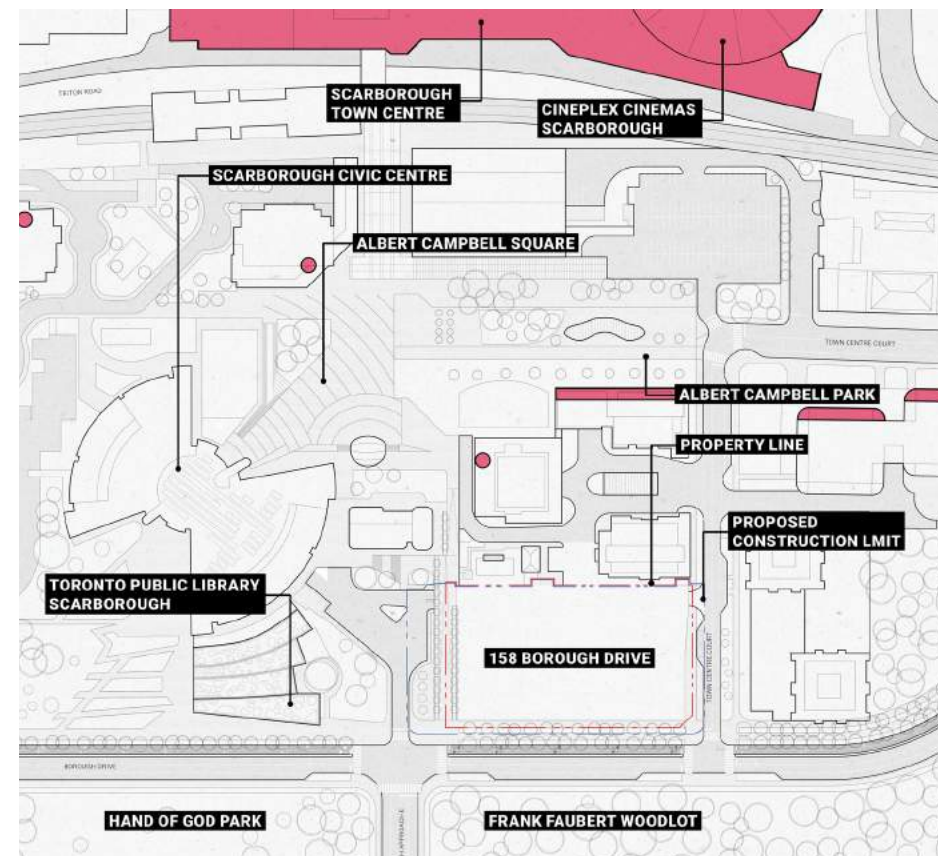 SCARBOROUGH
TOWN CENTRE
CINEPLEX CINEMAS
SCARBOROUGH
TRITON ROAD
SCARBOROUGH CIVIC CENTRE
ALBERT CAMPBELL SQUARE
TOWN CENTRE COURT
ALBERT CAMPBELL PARK
PROPERTY LINE
PROPOSED
CONSTRUCTION LMIT
TORONTO PUBLIC LIBRARY
SCARBOROUGH
158 BOROUGH DRIVE
TOWN CENTRE COURT
BOROUGH DRIVE
HAND OF GOD PARK
FRANK FAUBERT WOODLOT